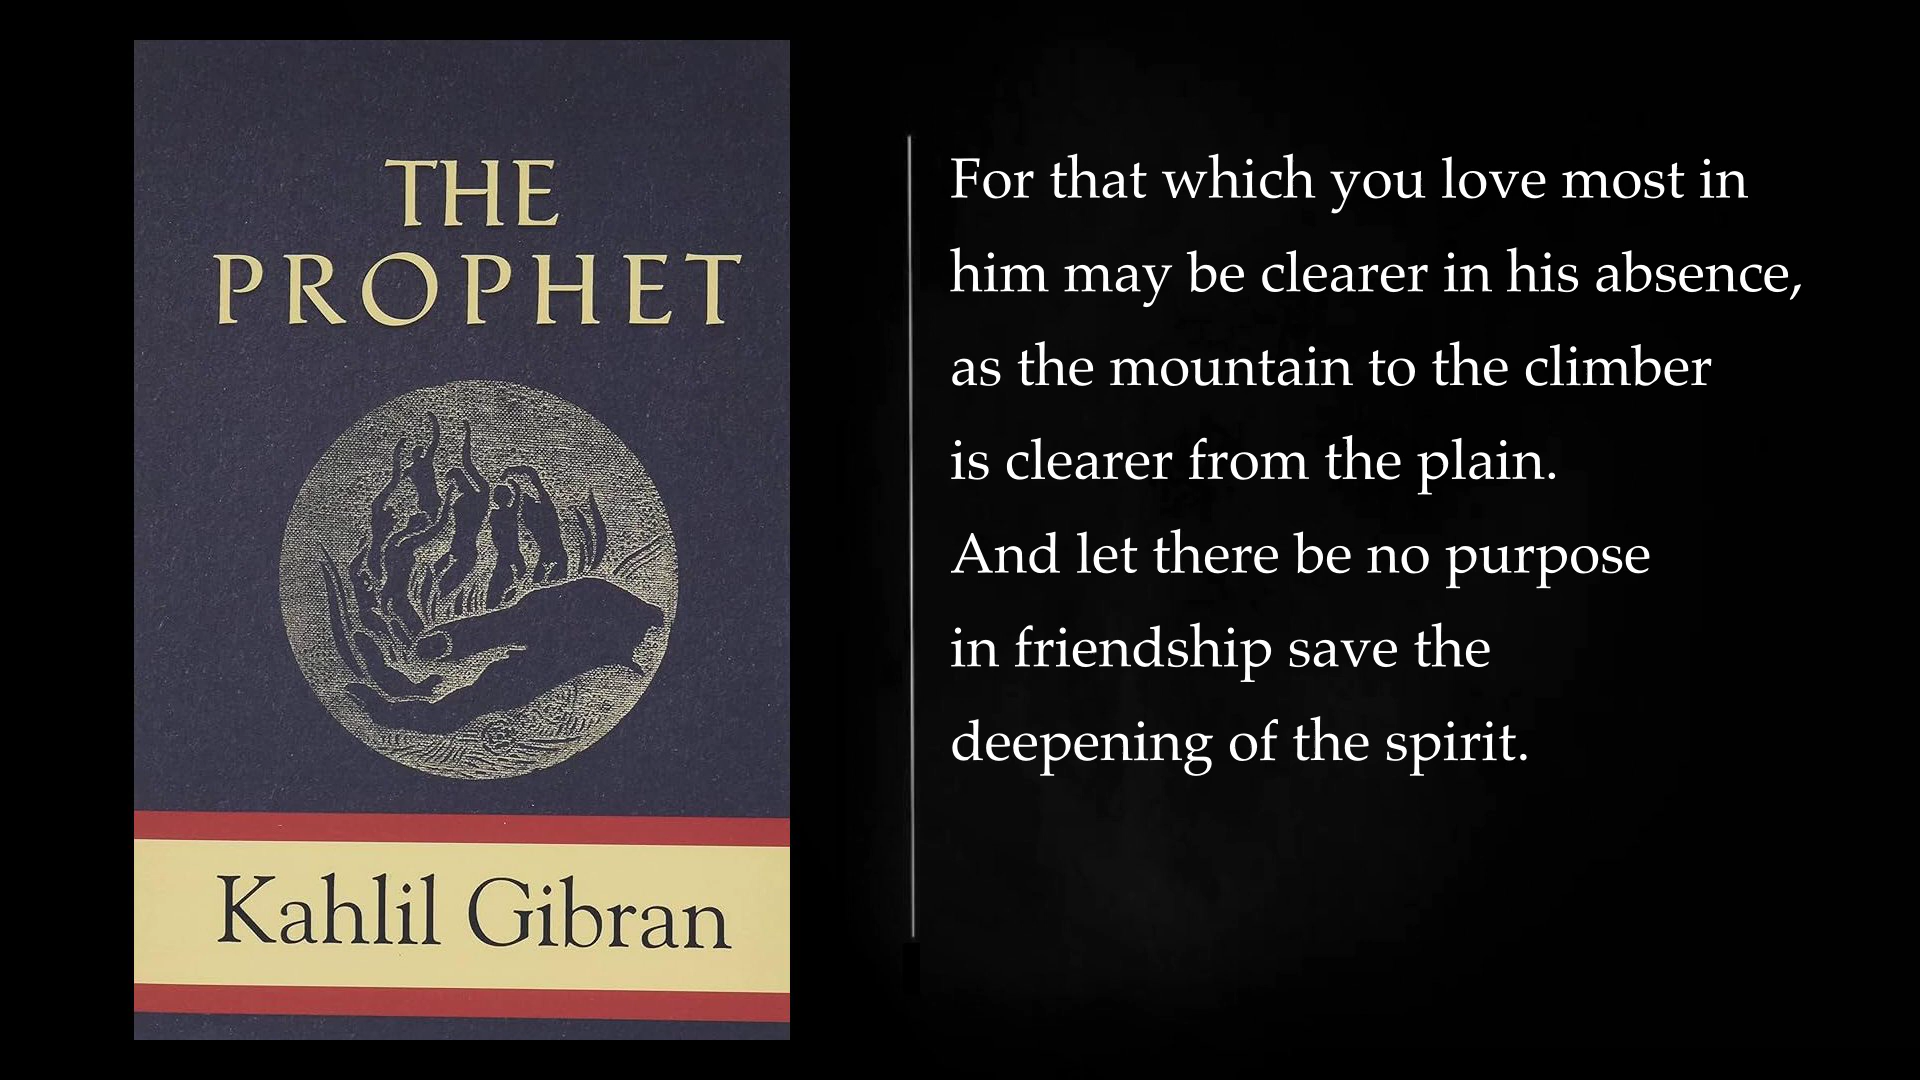 THE
PROPHET
Kahlil Gibran
For that which you love most in
him may be clearer in his absence,
as the mountain to the climber
is clearer from the plain.
And let there be no purpose
in friendship save the
deepening of the spirit.